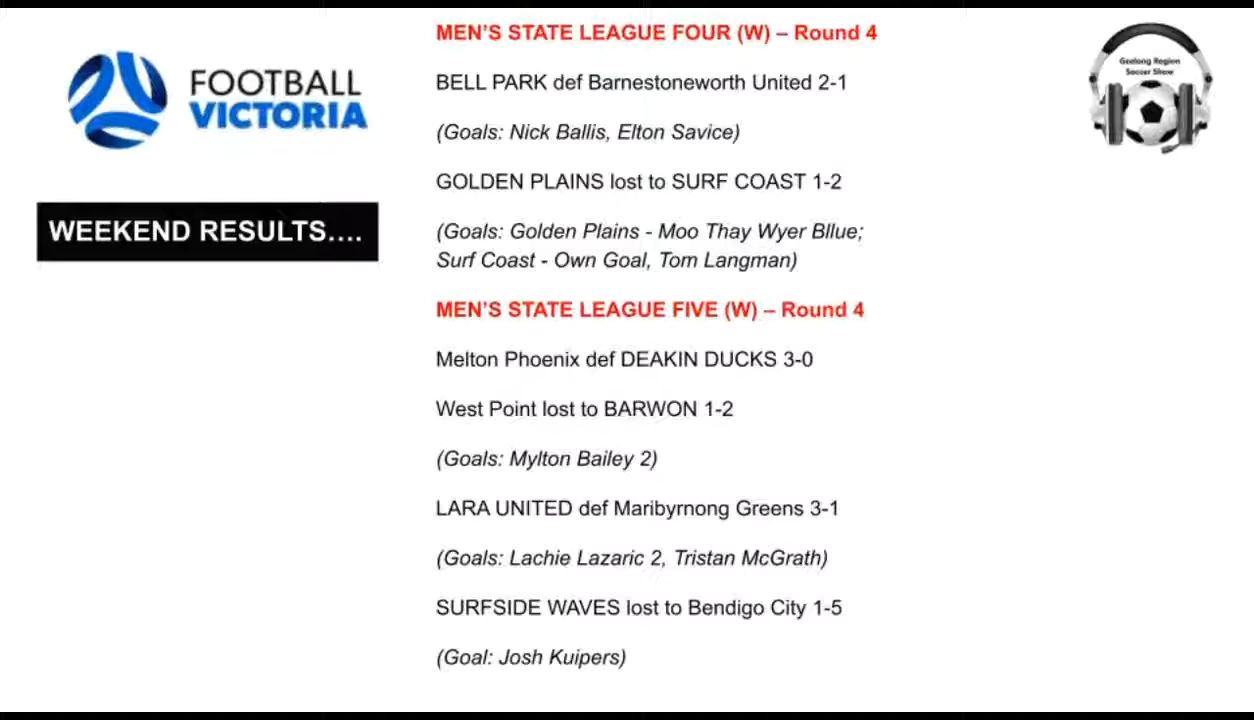 FOOTBALL
VICTORIA
WEEKEND RESULTS....
MEN'S STATE LEAGUE FOUR (W) – Round 4
BELL PARK def Barnestoneworth United 2-1
(Goals: Nick Ballis, Elton Savice)
GOLDEN PLAINS lost to SURF COAST 1-2
(Goals: Golden Plains - Moo Thay Wyer Bllue;
Surf Coast - Own Goal, Tom Langman)
MEN'S STATE LEAGUE FIVE (W) – Round 4
Melton Phoenix def DEAKIN DUCKS 3-0
West Point lost to BARWON 1-2
(Goals: Mylton Bailey 2)
LARA UNITED def Maribyrnong Greens 3-1
(Goals: Lachie Lazaric 2, Tristan McGrath)
SURFSIDE WAVES lost to Bendigo City 1-5
(Goal: Josh Kuipers)
Geelong Region
Soccer Show